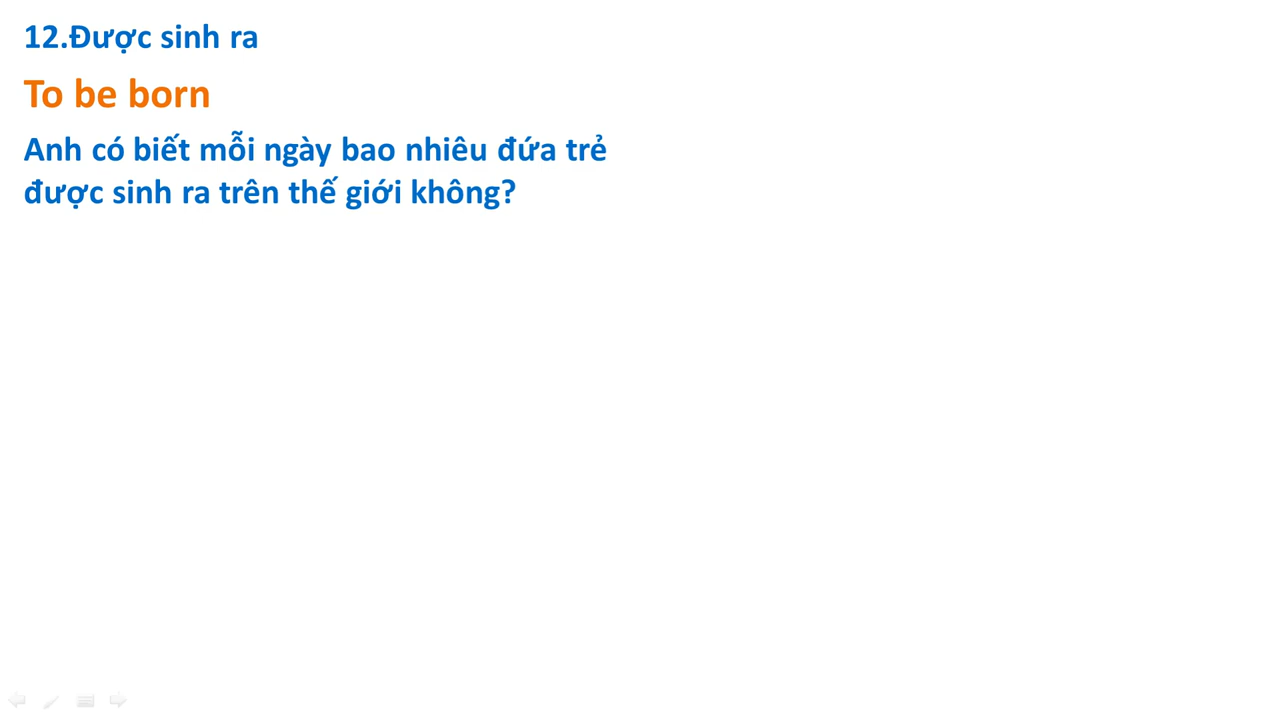 12.Được sinh ra
To be born
Anh có biết mỗi ngày bao nhiêu đứa trẻ
được sinh ra trên thế giới không?